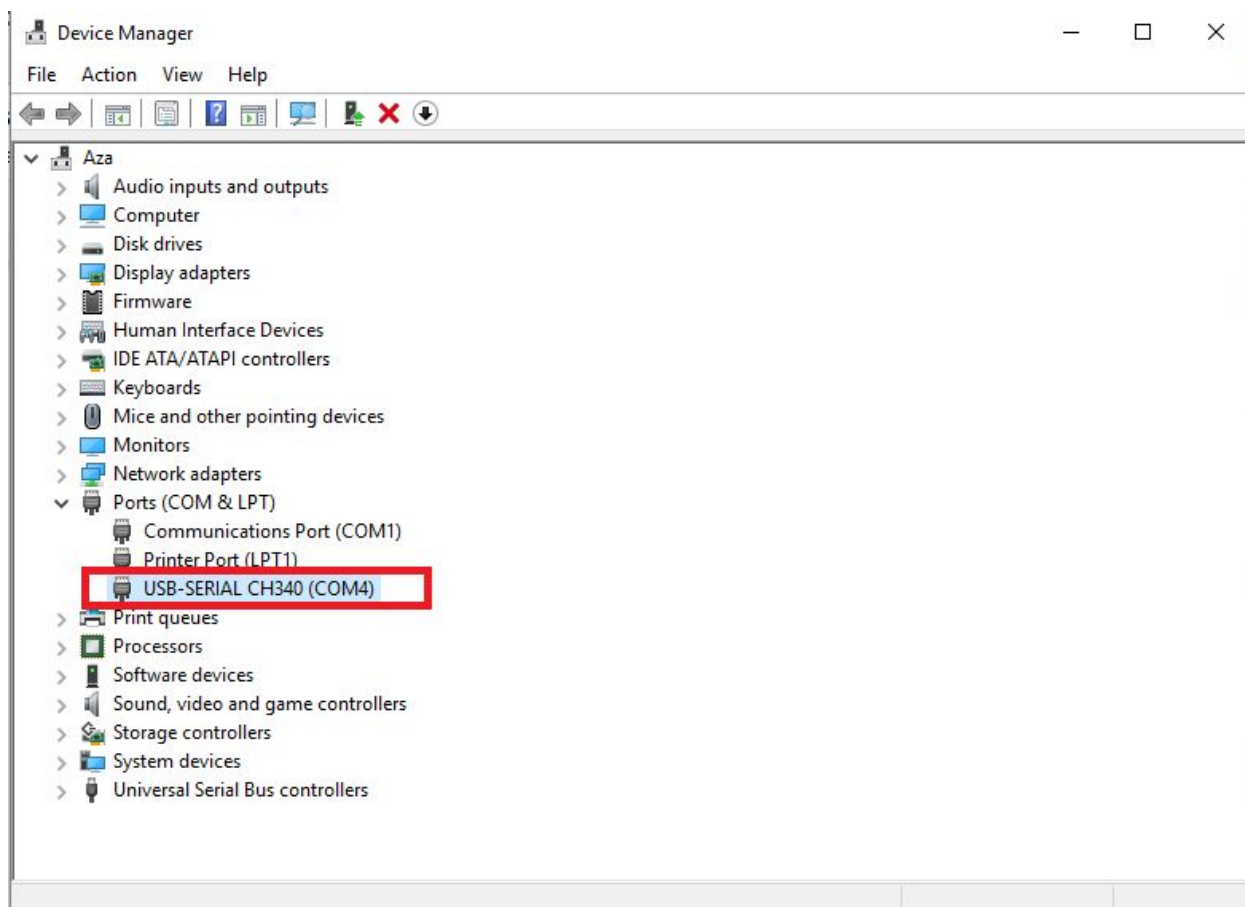 Device Manager
File Action View Help
Aza
Audio inputs and outputs
Computer
Disk drives
Display adapters
Firmware
Human Interface Devices
IDE ATA/ATAPI controllers
Keyboards
Mice and other pointing devices
Monitors
Network adapters
Ports (COM & LPT)
Communications Port (COM1)
Printer Port (LPT1)
USB-SERIAL CH340 (COM4)
Print queues
Processors
Software devices
Sound, video and game controllers
Storage controllers
System devices
Universal Serial Bus controllers